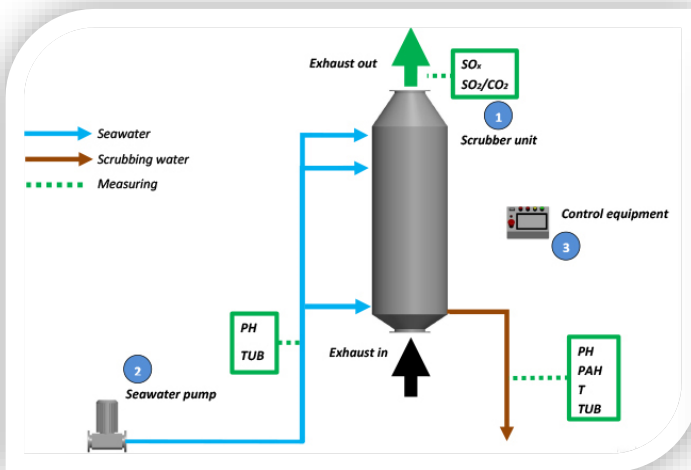 Exhaust out
SOx
SO2/CO2
1
Scrubber unit
Seawater
Scrubbing water
Measuring
Control equipment
3
PH
TUB
Exhaust in
2
Seawater pump
PH
PAH
T
TUB